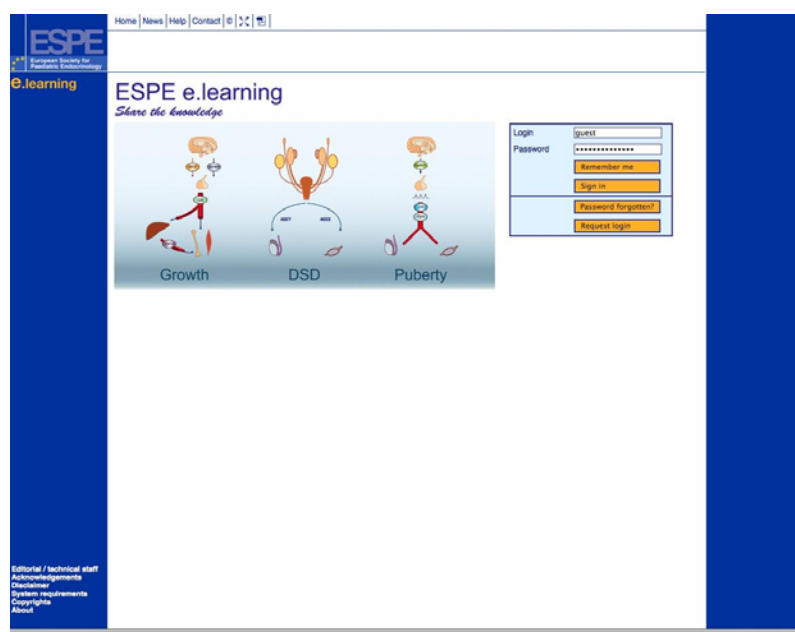 Home | News | Help | Contact | © |
ESPE
European Society for
Paediatric Endocrinology
e.learning
ESPE e.learning
Share the knowledge
Login guest
Password ••••••••••••••
Remember me
Sign in
Password forgotten?
Request login
Growth DSD Puberty
Editorial / technical staff
Acknowledgements
Disclaimer
System requirements
Copyrights
About